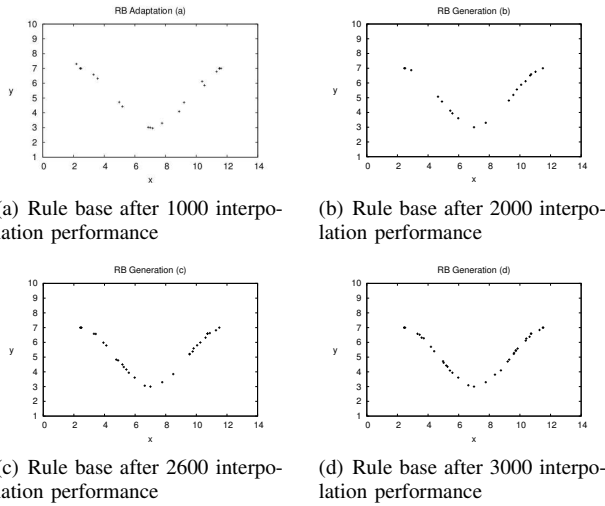 RB Adaptation (a)
10
9
8
7
6
5
4
3
2
1
y
0 2 4 6 8 10 12 14
x
(a) Rule base after 1000 interpo-
lation performance
RB Generation (b)
10
9
8
7
6
5
4
3
2
1
y
0 2 4 6 8 10 12 14
x
(b) Rule base after 2000 interpo-
lation performance
RB Generation (c)
10
9
8
7
6
5
4
3
2
1
y
0 2 4 6 8 10 12 14
x
(c) Rule base after 2600 interpo-
lation performance
RB Generation (d)
10
9
8
7
6
5
4
3
2
1
y
0 2 4 6 8 10 12 14
x
(d) Rule base after 3000 interpo-
lation performance